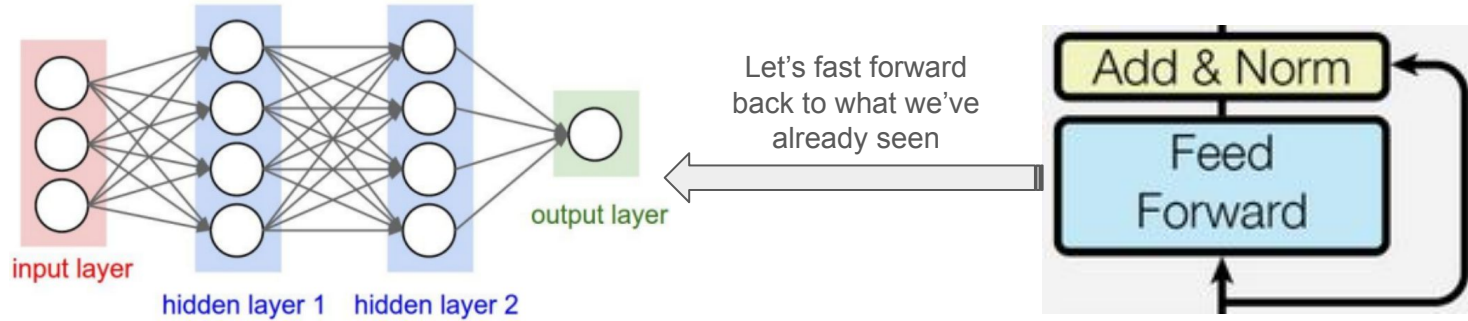 input layer
hidden layer 1
hidden layer 2
output layer
Let’s fast forward
back to what we’ve
already seen
Add & Norm
Feed
Forward